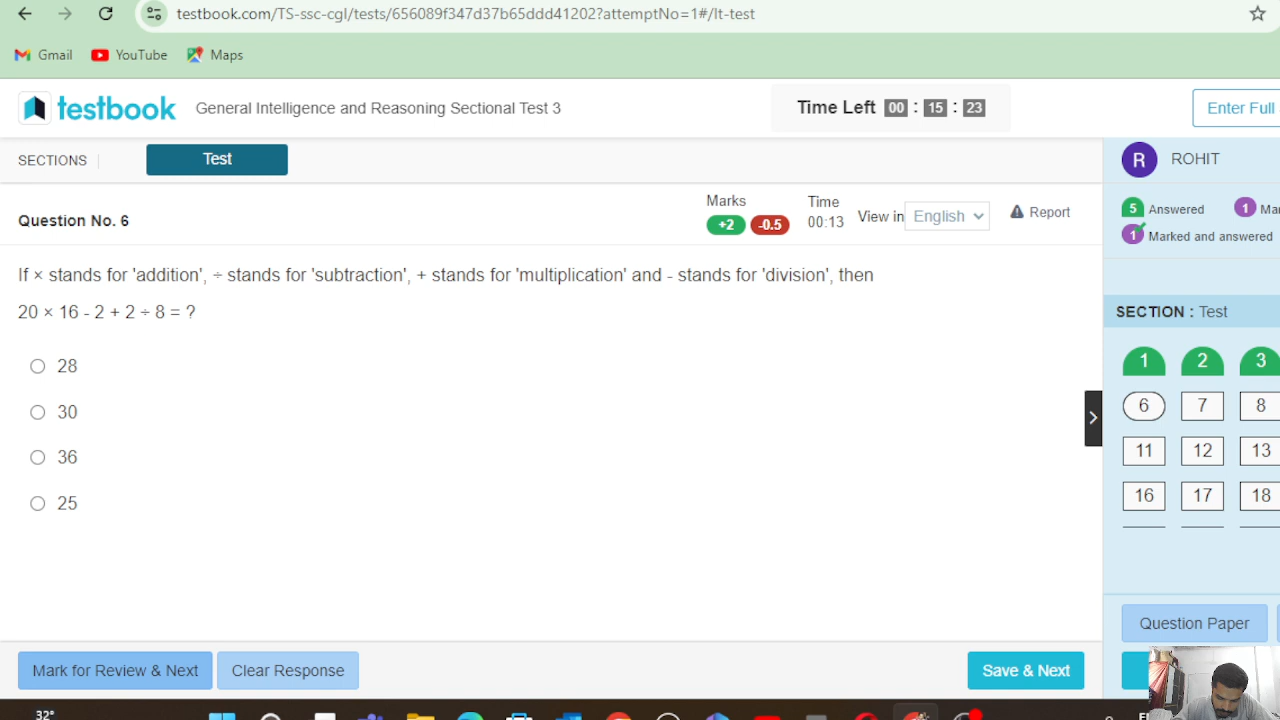 testbook.com/TS-ssc-cgl/tests/656089f347d37b65ddd41202?attemptNo=1#/lt-test
Gmail YouTube Maps
testbook General Intelligence and Reasoning Sectional Test 3 Time Left 00 : 15 : 23 Enter Full
SECTIONS Test R ROHIT
Question No. 6 Marks +2 -0.5 Time 00:13 View in English Report
5 Answered 1
1 Marked and answered
If × stands for 'addition', ÷ stands for 'subtraction', + stands for 'multiplication' and - stands for 'division', then
20 × 16 - 2 + 2 ÷ 8 = ?
28
30
36
25
SECTION : Test
1 2 3
6 7 8
11 12 13
16 17 18
Question Paper
Mark for Review & Next Clear Response Save & Next
32°